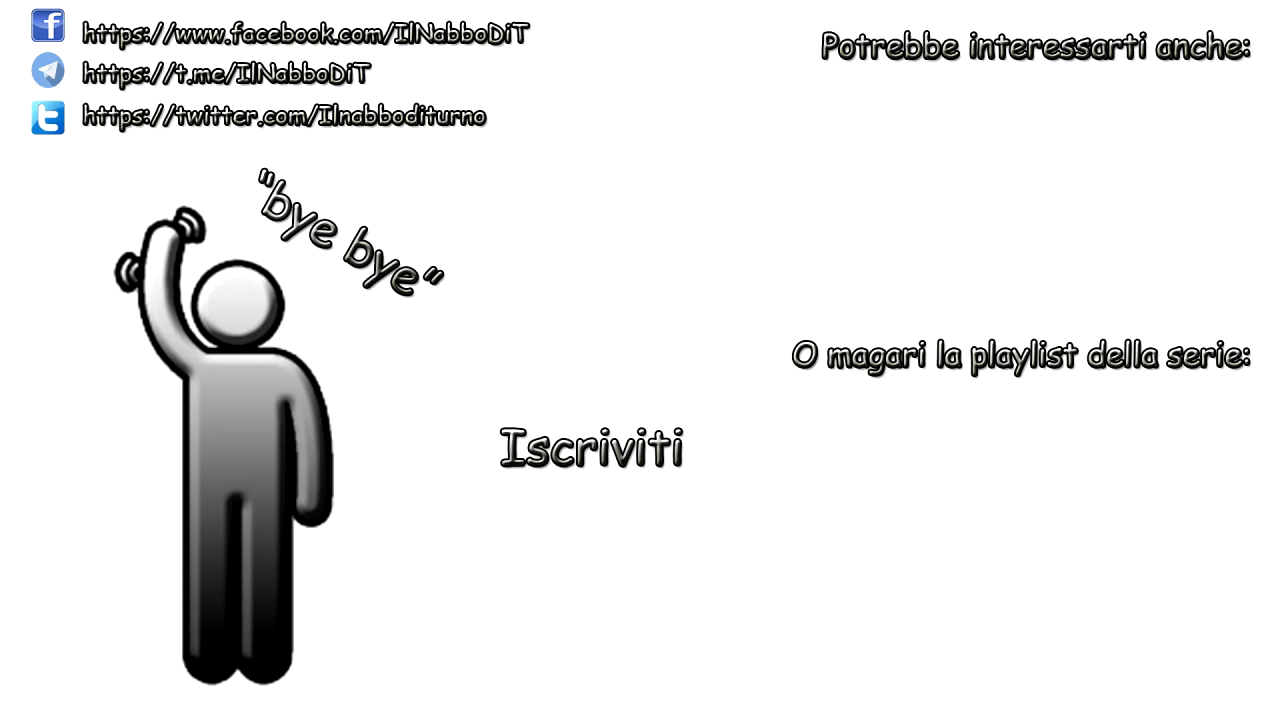 https://www.facebook.com/IlNabboDiT
https://t.me/IlNabboDiT
https://twitter.com/Ilnabboditurno
Potrebbe interessarti anche:
"bye bye"
O magari la playlist della serie:
Iscriviti